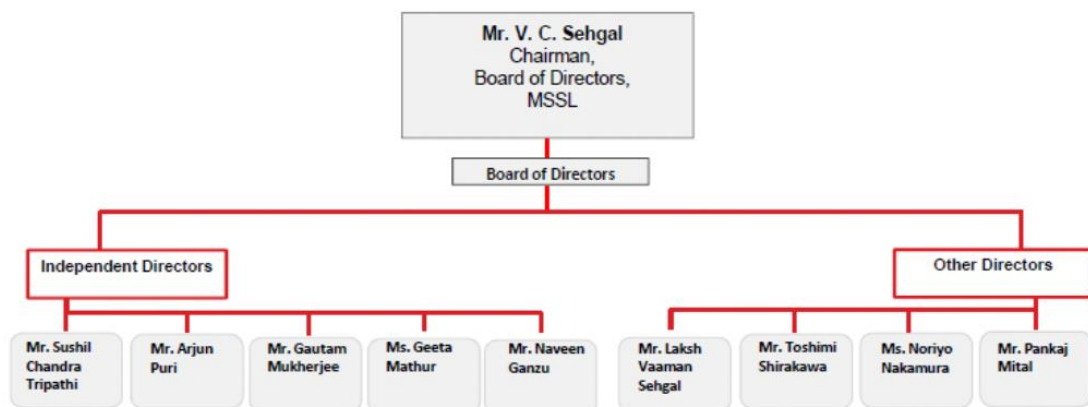 Mr. V. C. Sehgal
Chairman,
Board of Directors,
MSSL
Board of Directors
Independent Directors
Other Directors
Mr. Sushil
Chandra
Tripathi
Mr. Arjun
Puri
Mr. Gautam
Mukherjee
Ms. Geeta
Mathur
Mr. Naveen
Ganzu
Mr. Laksh
Vaaman
Sehgal
Mr. Toshimi
Shirakawa
Ms. Noriyo
Nakamura
Mr. Pankaj
Mital